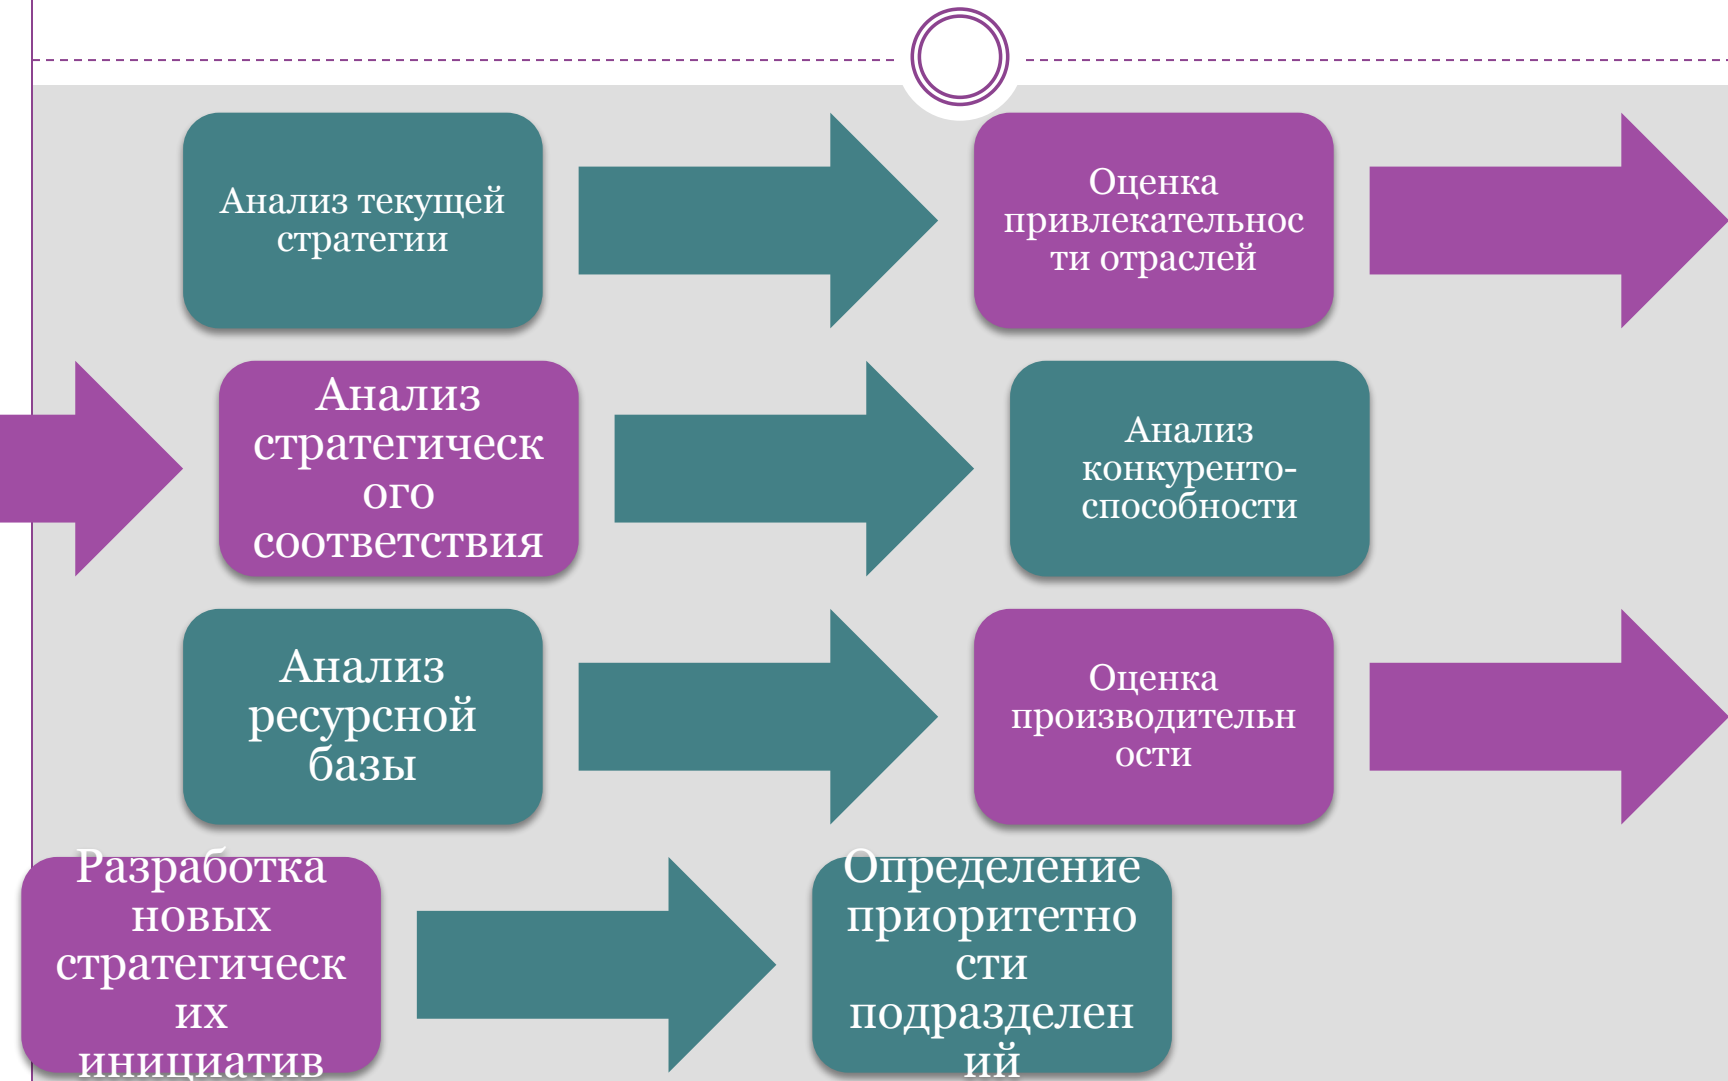 Анализ текущей
стратегии
Оценка
привлекательнос
ти отраслей
Анализ
стратегическ
ого
соответствия
Анализ
конкуренто-
способности
Анализ
ресурсной
базы
Оценка
производительн
ости
Разработка
новых
стратегическ
их
инициатив
Определение
приоритетно
сти
подразделен
ий